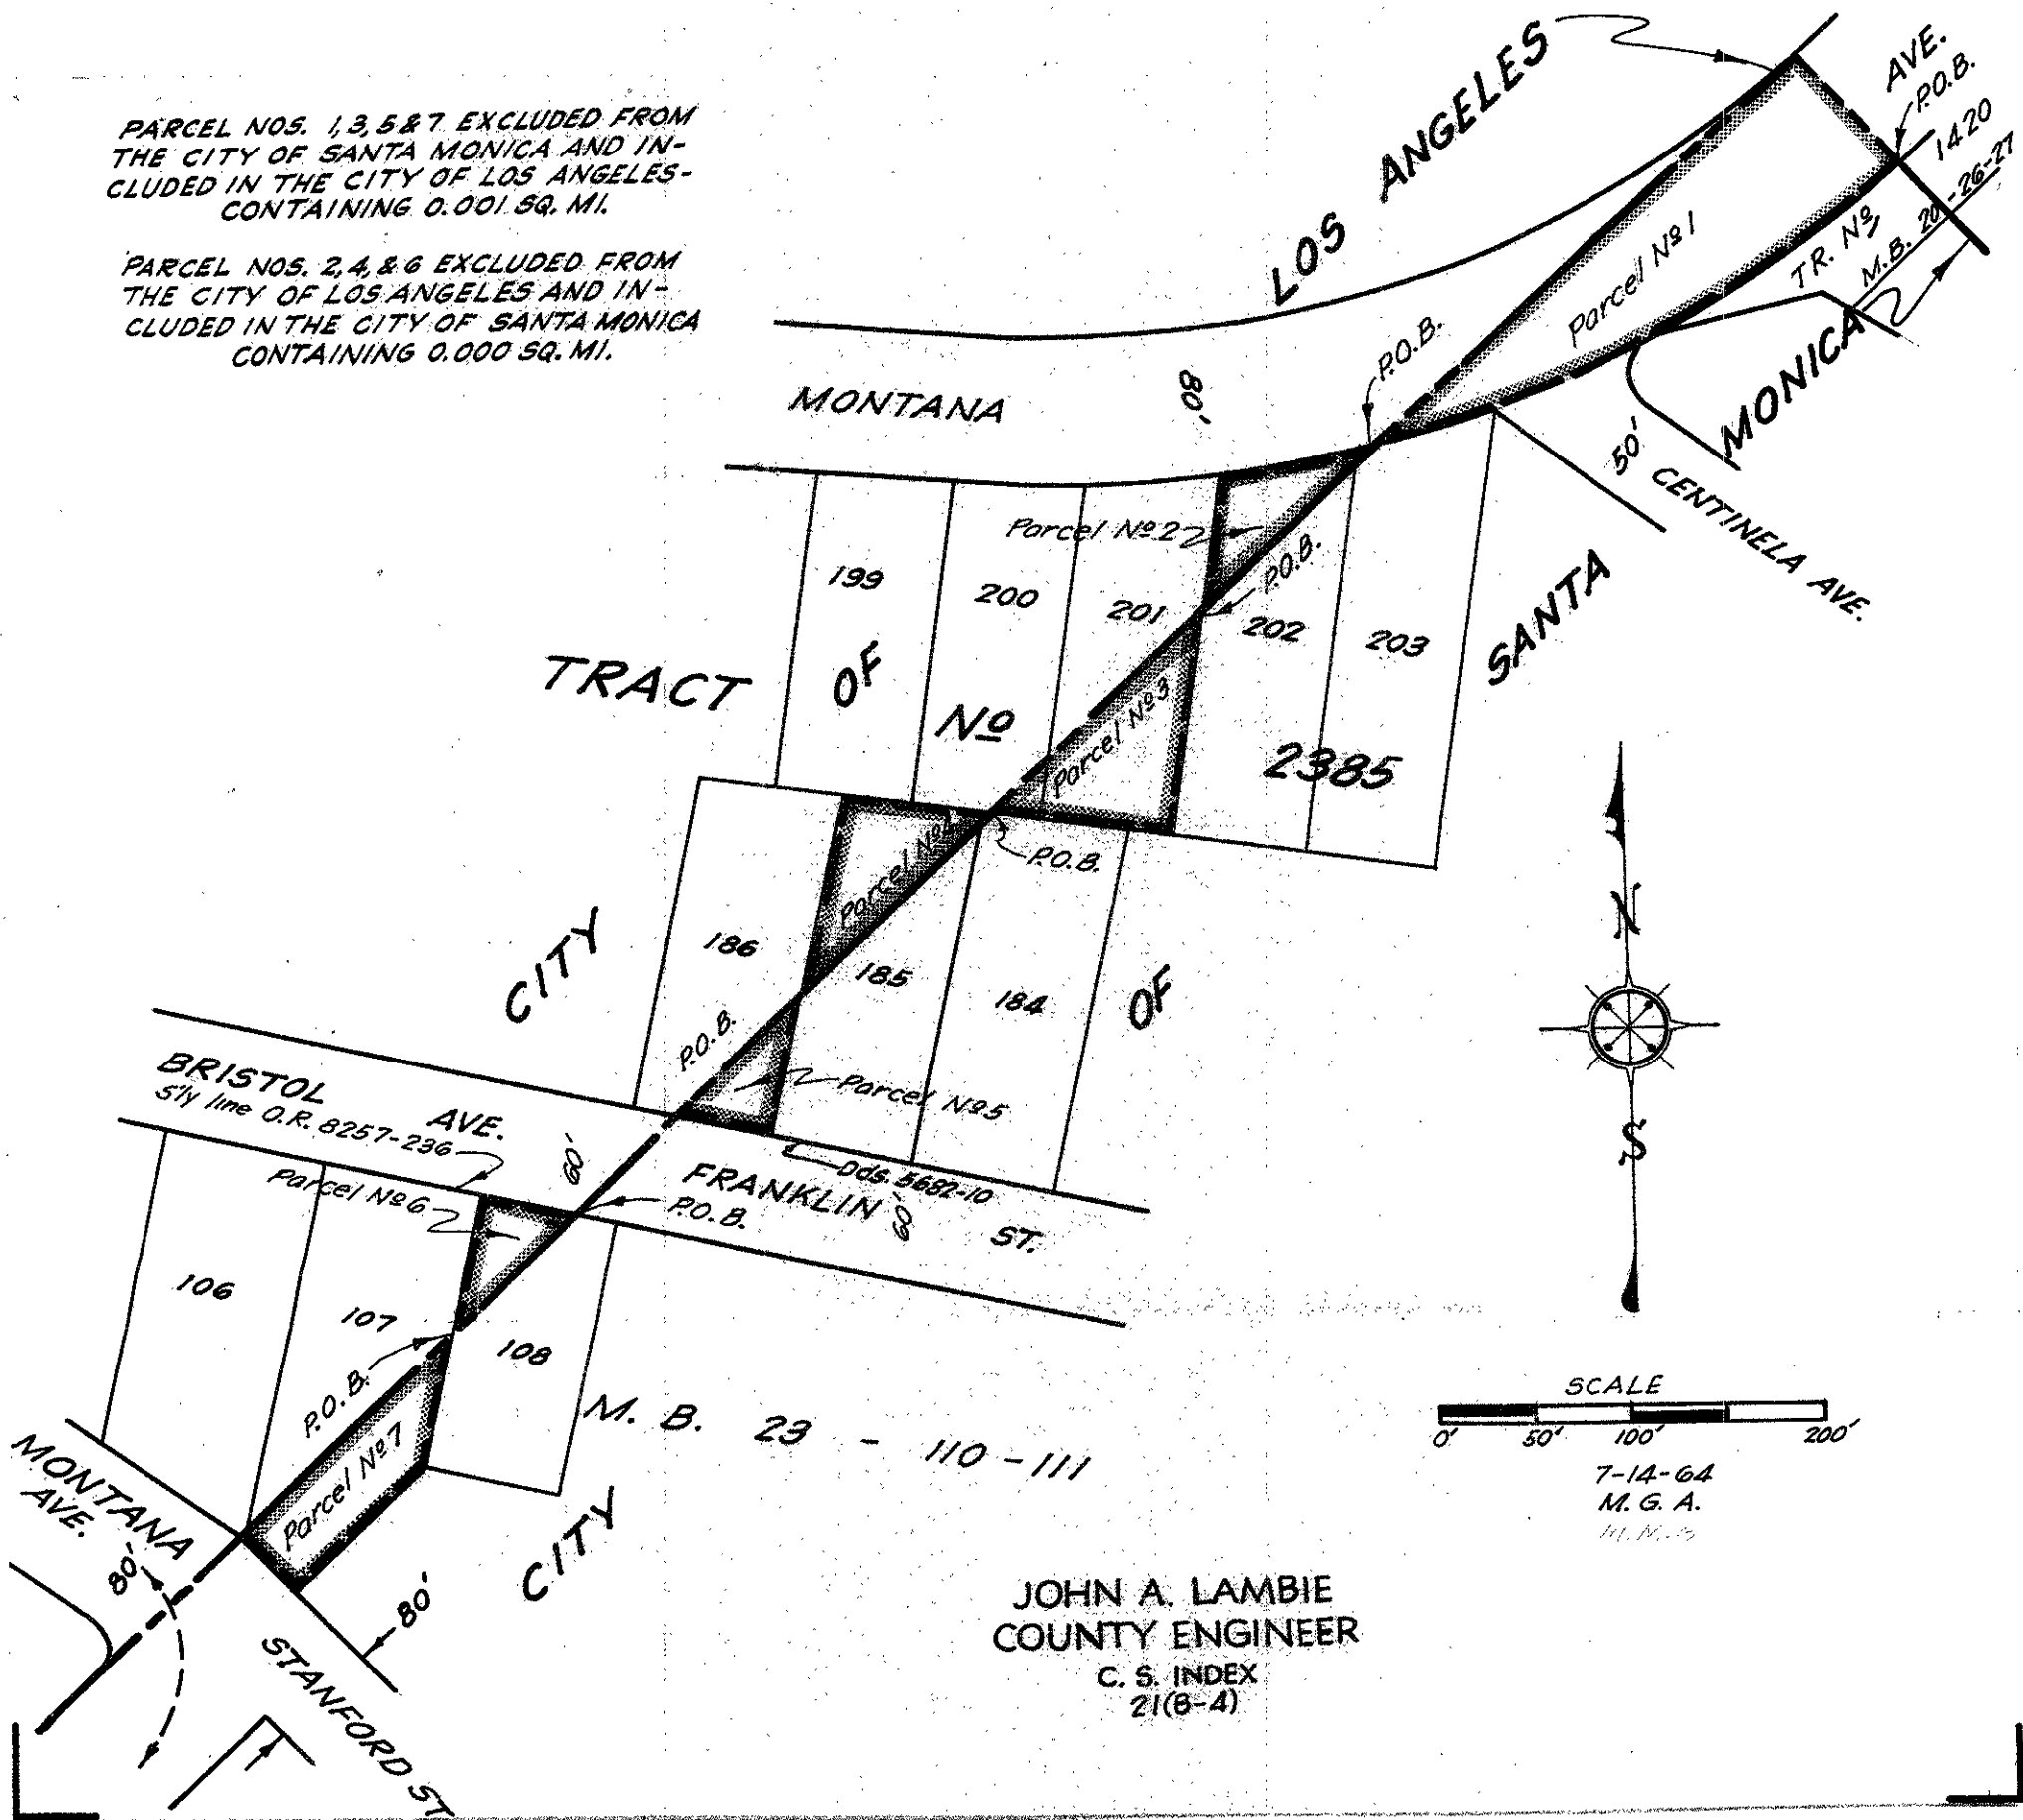 PARCEL NOS. 1,3,5&7 EXCLUDED FROM
THE CITY OF SANTA MONICA AND IN-
CLUDED IN THE CITY OF LOS ANGELES-
CONTAINING 0.001 SQ. MI.
PARCEL NOS. 2,4,&6 EXCLUDED FROM
THE CITY OF LOS ANGELES AND IN-
CLUDED IN THE CITY OF SANTA MONICA
CONTAINING 0.000 SQ. MI.
LOS ANGELES
AVE.
P.O.B.
1420
TR. Nº
M.B. 20-26-27
Parcel Nº 1
P.O.B.
MONTANA
80'
MONICA
50'
CENTINELA AVE.
Parcel Nº 2
P.O.B.
199
200
201
202
203
SANTA
TRACT
OF
Nº
2385
Parcel Nº 3
P.O.B.
Parcel Nº 4
CITY
186
185
184
OF
P.O.B.
Parcel Nº 5
BRISTOL
AVE.
S'ly line O.R. 8257-236
60'
Dds. 5682-10
FRANKLIN
60'
ST.
P.O.B.
Parcel Nº 6
106
107
108
P.O.B.
M. B. 23 - 110 - 111
Parcel Nº 7
MONTANA
AVE.
80'
80'
CITY
STANFORD ST.
N
S
SCALE
0' 50' 100' 200'
7-14-64
M. G. A.
JOHN A. LAMBIE
COUNTY ENGINEER
C. S. INDEX
21(B-4)